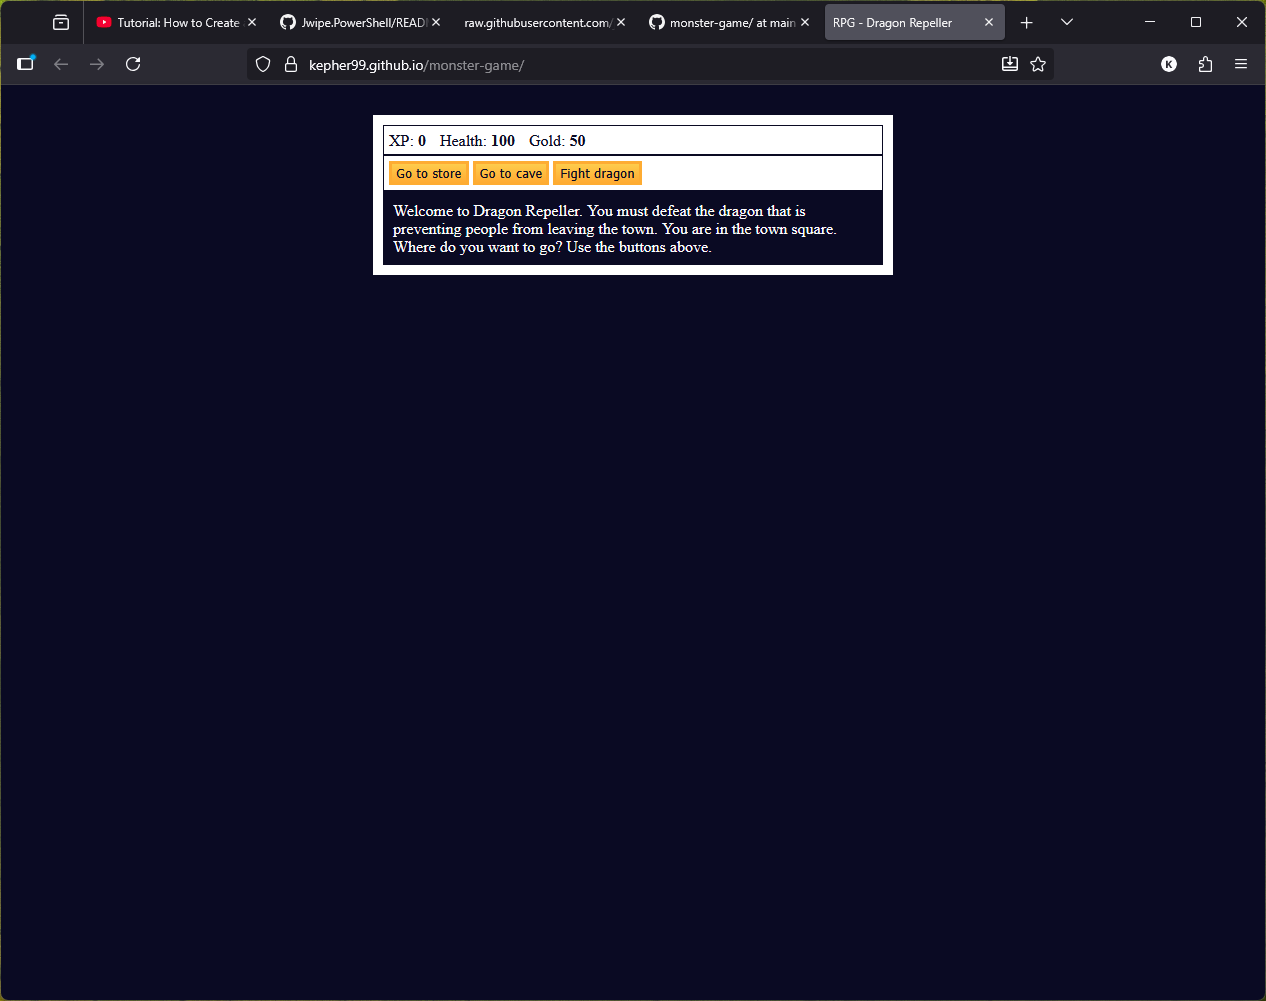 Tutorial: How to Create
Jwipe.PowerShell/READ
raw.githubusercontent.com/
monster-game/ at main
RPG - Dragon Repeller
kepher99.github.io/monster-game/
K
XP: 0 Health: 100 Gold: 50
Go to store Go to cave Fight dragon
Welcome to Dragon Repeller. You must defeat the dragon that is
preventing people from leaving the town. You are in the town square.
Where do you want to go? Use the buttons above.